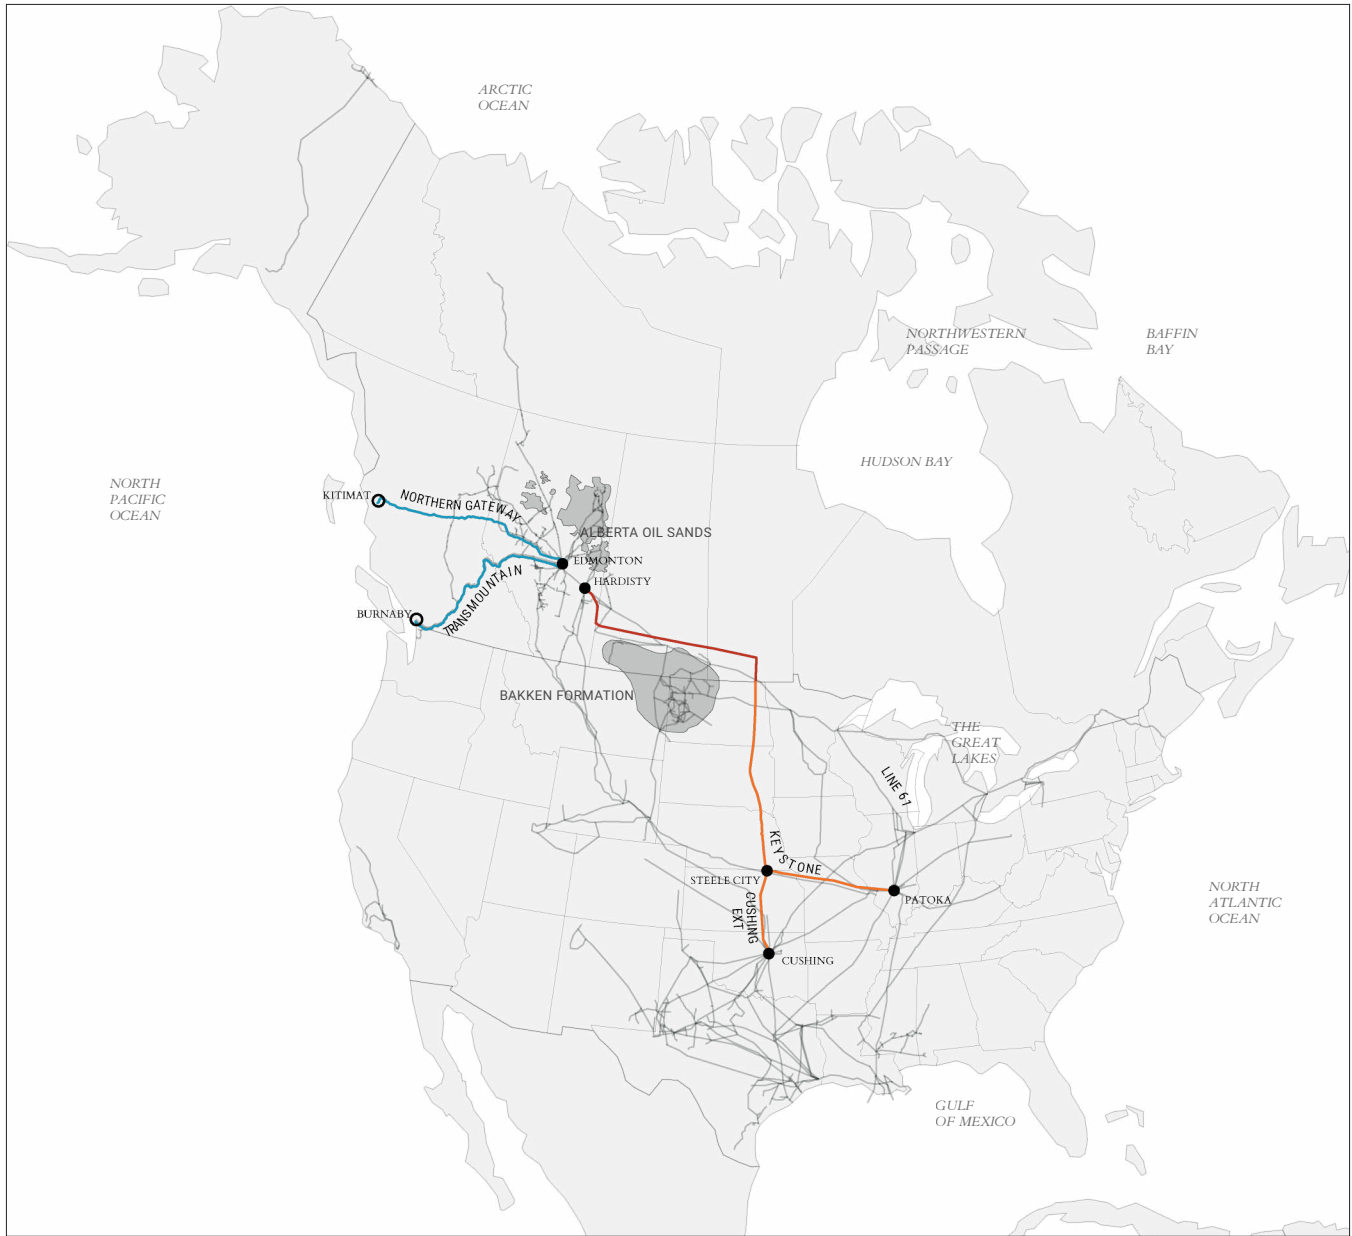 ARCTIC
OCEAN
NORTHWESTERN
PASSAGE
BAFFIN
BAY
HUDSON BAY
NORTH
PACIFIC
OCEAN
KITIMAT
NORTHERN GATEWAY
ALBERTA OIL SANDS
EDMONTON
HARDISTY
TRANSMOUNTAIN
BURNABY
BAKKEN FORMATION
THE
GREAT
LAKES
LINE 61
KEYSTONE
STEELE CITY
PATOKA
CUSHING
EXT
CUSHING
NORTH
ATLANTIC
OCEAN
GULF
OF MEXICO